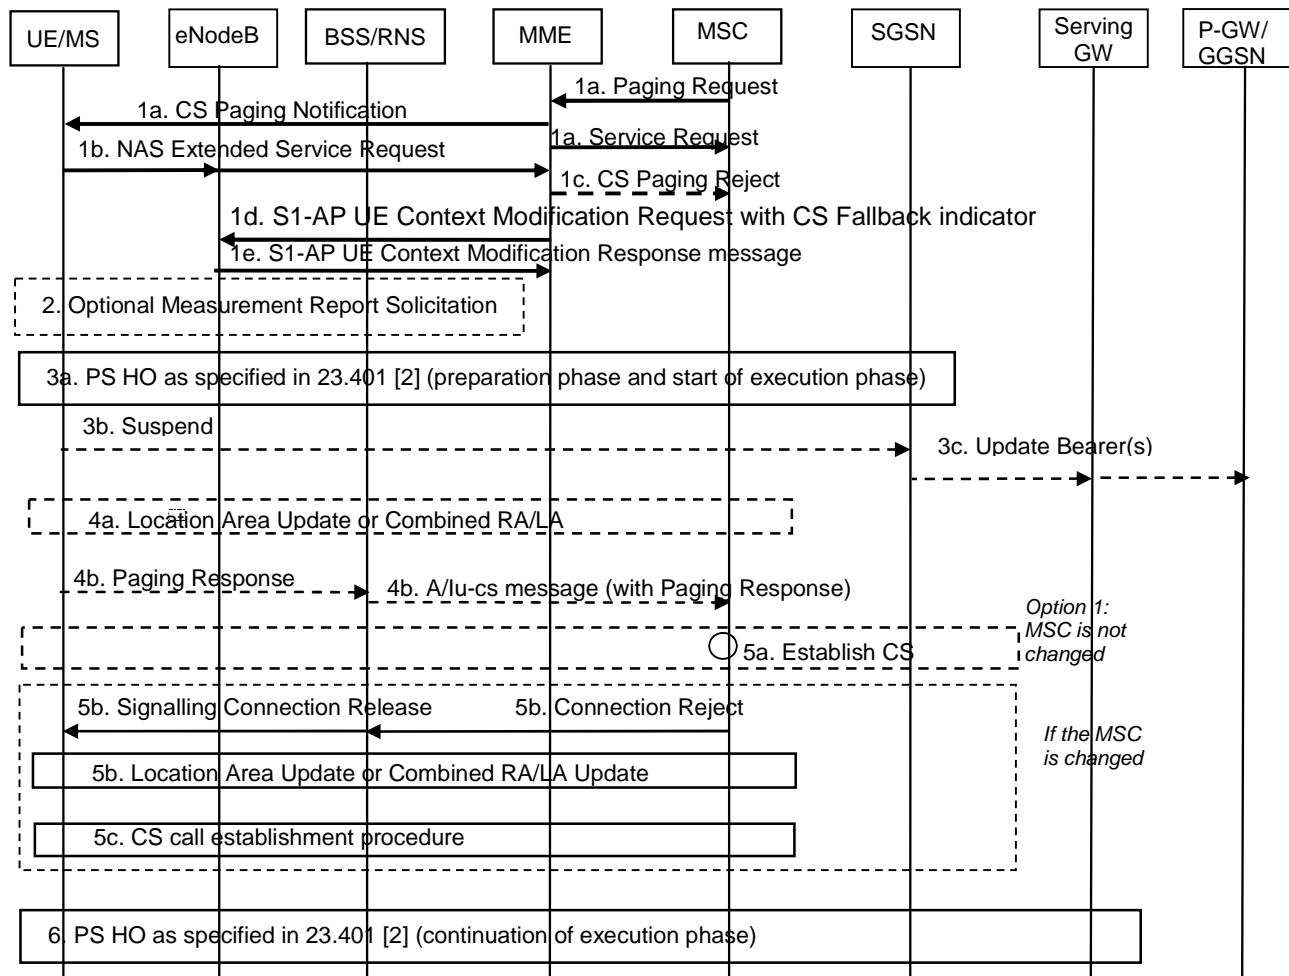 UE/MS
eNodeB
BSS/RNS
MME
MSC
SGSN
Serving
GW
P-GW/
GGSN
1a. Paging Request
1a. CS Paging Notification
1a. Service Request
1b. NAS Extended Service Request
1c. CS Paging Reject
1d. S1-AP UE Context Modification Request with CS Fallback indicator
1e. S1-AP UE Context Modification Response message
2. Optional Measurement Report Solicitation
3a. PS HO as specified in 23.401 [2] (preparation phase and start of execution phase)
3b. Suspend
3c. Update Bearer(s)
4a. Location Area Update or Combined RA/LA
4b. Paging Response
4b. A/Iu-cs message (with Paging Response)
Option 1:
MSC is not
changed
5a. Establish CS
5b. Signalling Connection Release
5b. Connection Reject
If the MSC
is changed
5b. Location Area Update or Combined RA/LA Update
5c. CS call establishment procedure
6. PS HO as specified in 23.401 [2] (continuation of execution phase)